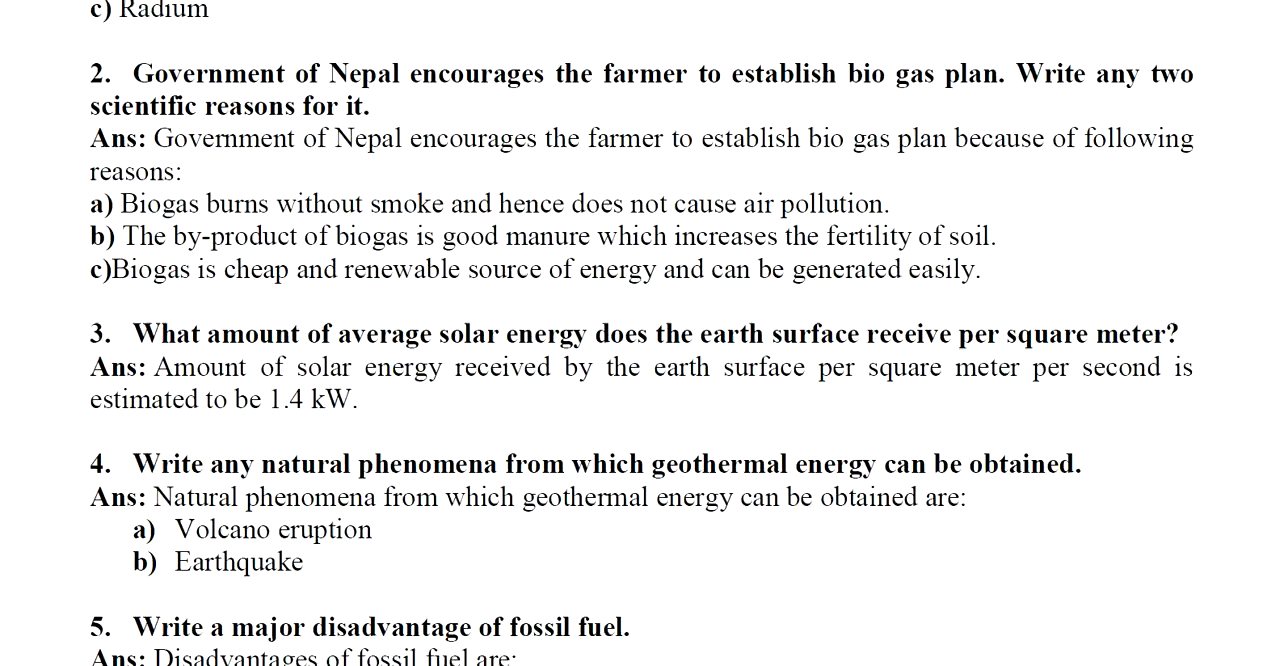 c) Radium
2. Government of Nepal encourages the farmer to establish bio gas plan. Write any two
scientific reasons for it.
Ans: Government of Nepal encourages the farmer to establish bio gas plan because of following
reasons:
a) Biogas burns without smoke and hence does not cause air pollution.
b) The by-product of biogas is good manure which increases the fertility of soil.
c)Biogas is cheap and renewable source of energy and can be generated easily.
3. What amount of average solar energy does the earth surface receive per square meter?
Ans: Amount of solar energy received by the earth surface per square meter per second is
estimated to be 1.4 kW.
4. Write any natural phenomena from which geothermal energy can be obtained.
Ans: Natural phenomena from which geothermal energy can be obtained are:
a) Volcano eruption
b) Earthquake
5. Write a major disadvantage of fossil fuel.
Ans: Disadvantages of fossil fuel are: